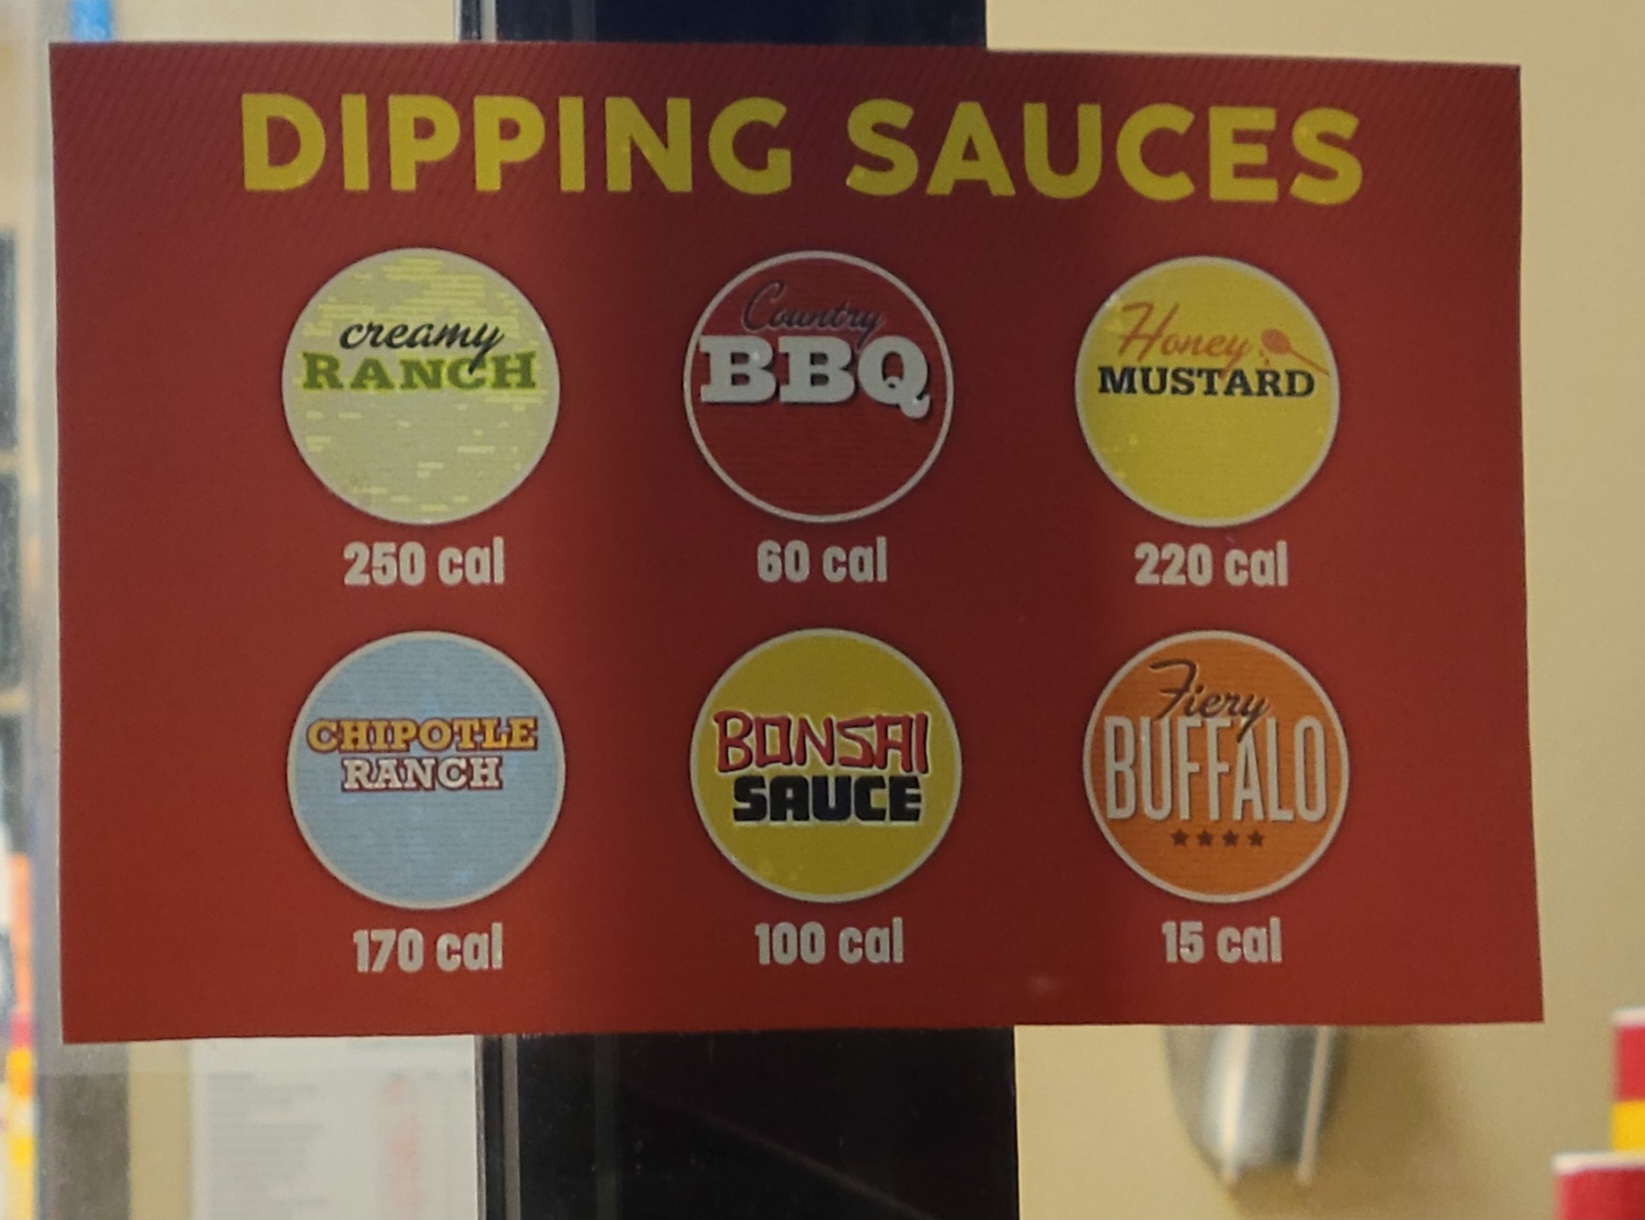 DIPPING SAUCES
creamy
RANCH
250 cal
Country
BBQ
60 cal
Honey
MUSTARD
220 cal
CHIPOTLE
RANCH
170 cal
BONSAI
SAUCE
100 cal
Fiery
BUFFALO
15 cal